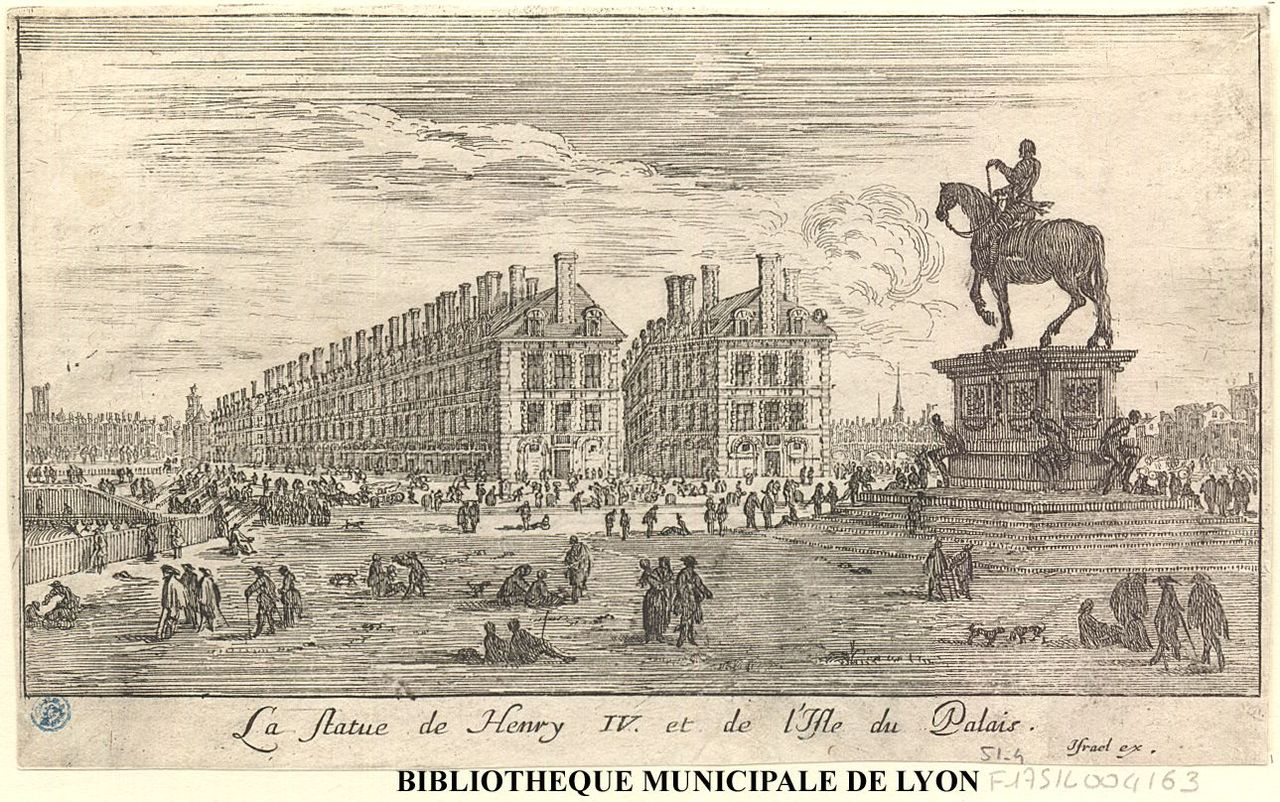 La ſtatue de Henry IV. et de l'Iſle du Palais.
Iſrael ex.
51-4
BIBLIOTHEQUE MUNICIPALE DE LYON F17SIL004163